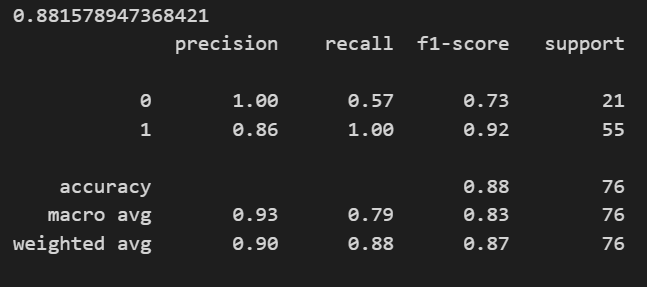 0.881578947368421
precision recall f1-score support
0 1.00 0.57 0.73 21
1 0.86 1.00 0.92 55
accuracy 0.88 76
macro avg 0.93 0.79 0.83 76
weighted avg 0.90 0.88 0.87 76